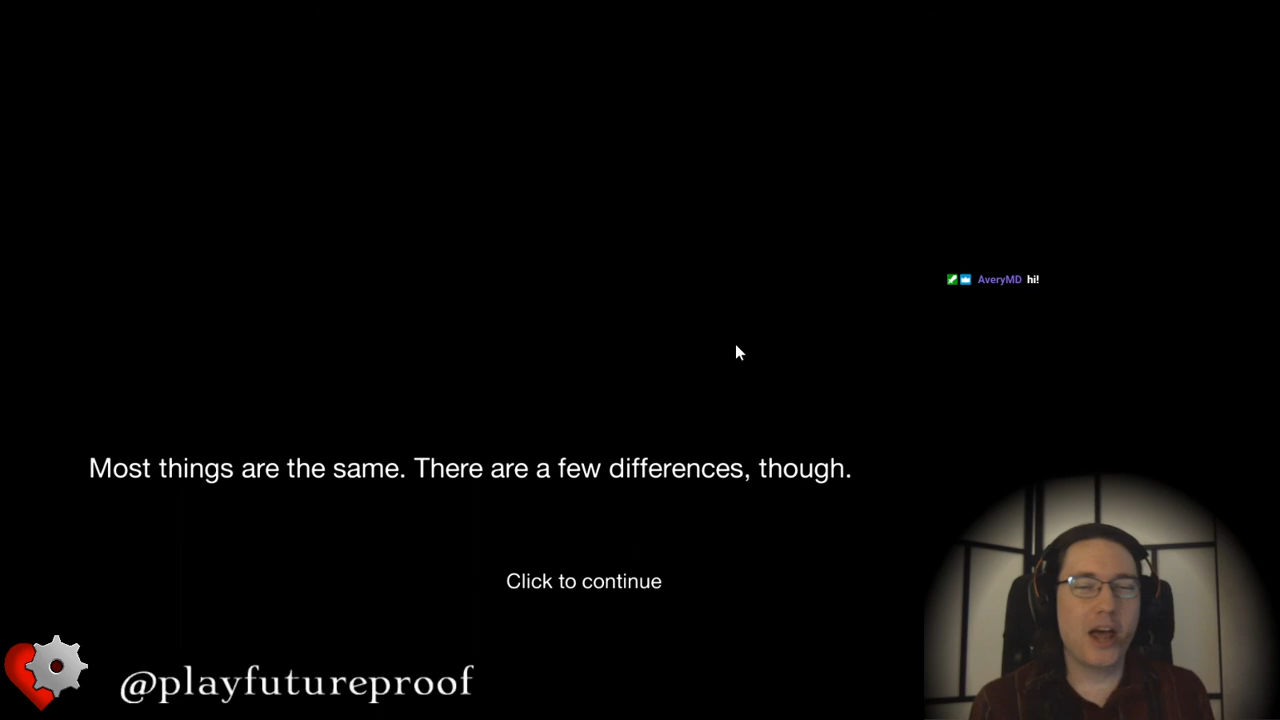 AveryMD hi!
Most things are the same. There are a few differences, though.
Click to continue
@playfutureproof